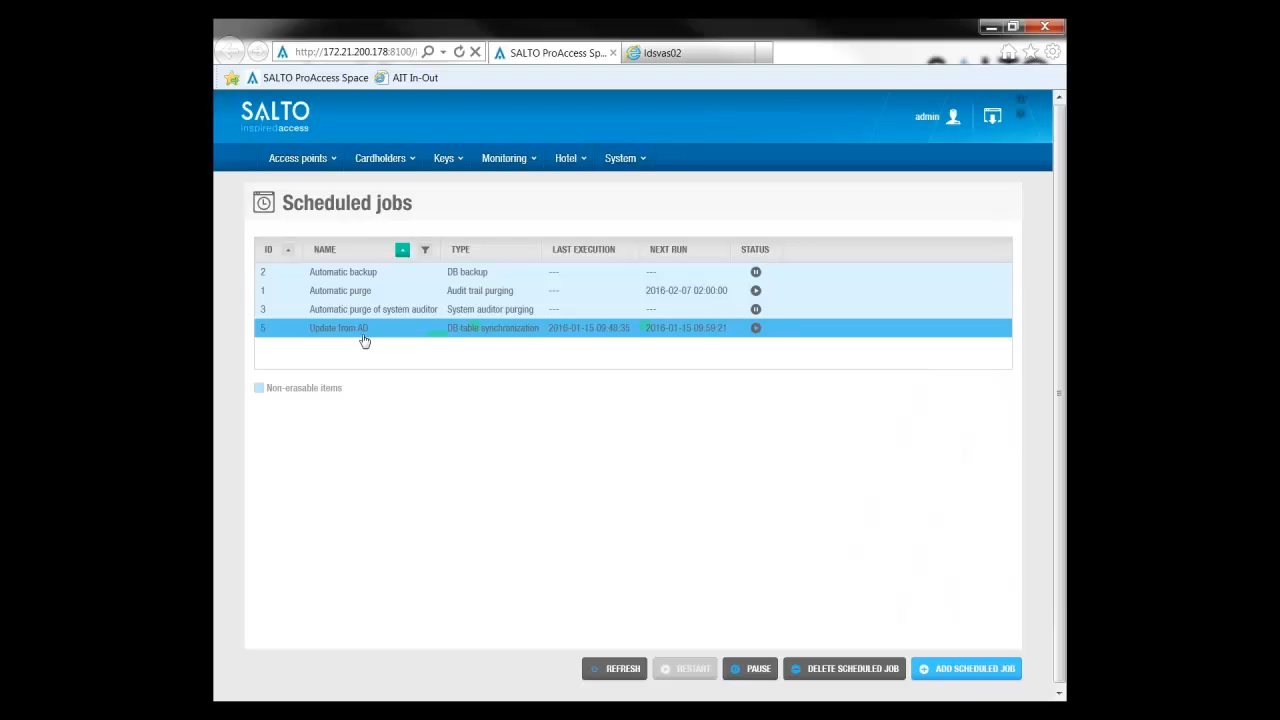 http://172.21.200.178:8100/ SALTO ProAccess Sp... ldsvas02
SALTO ProAccess Space AIT In-Out
SALTO
inspiredaccess
admin
Access points Cardholders Keys Monitoring Hotel System
Scheduled jobs
ID NAME TYPE LAST EXECUTION NEXT RUN STATUS
2 Automatic backup DB backup --- ---
1 Automatic purge Audit trail purging --- 2016-02-07 02:00:00
3 Automatic purge of system auditor System auditor purging --- ---
5 Update from AD DB table synchronization 2016-01-15 09:48:35 2016-01-15 09:59:21
Non-erasable items
REFRESH RESTART PAUSE DELETE SCHEDULED JOB ADD SCHEDULED JOB